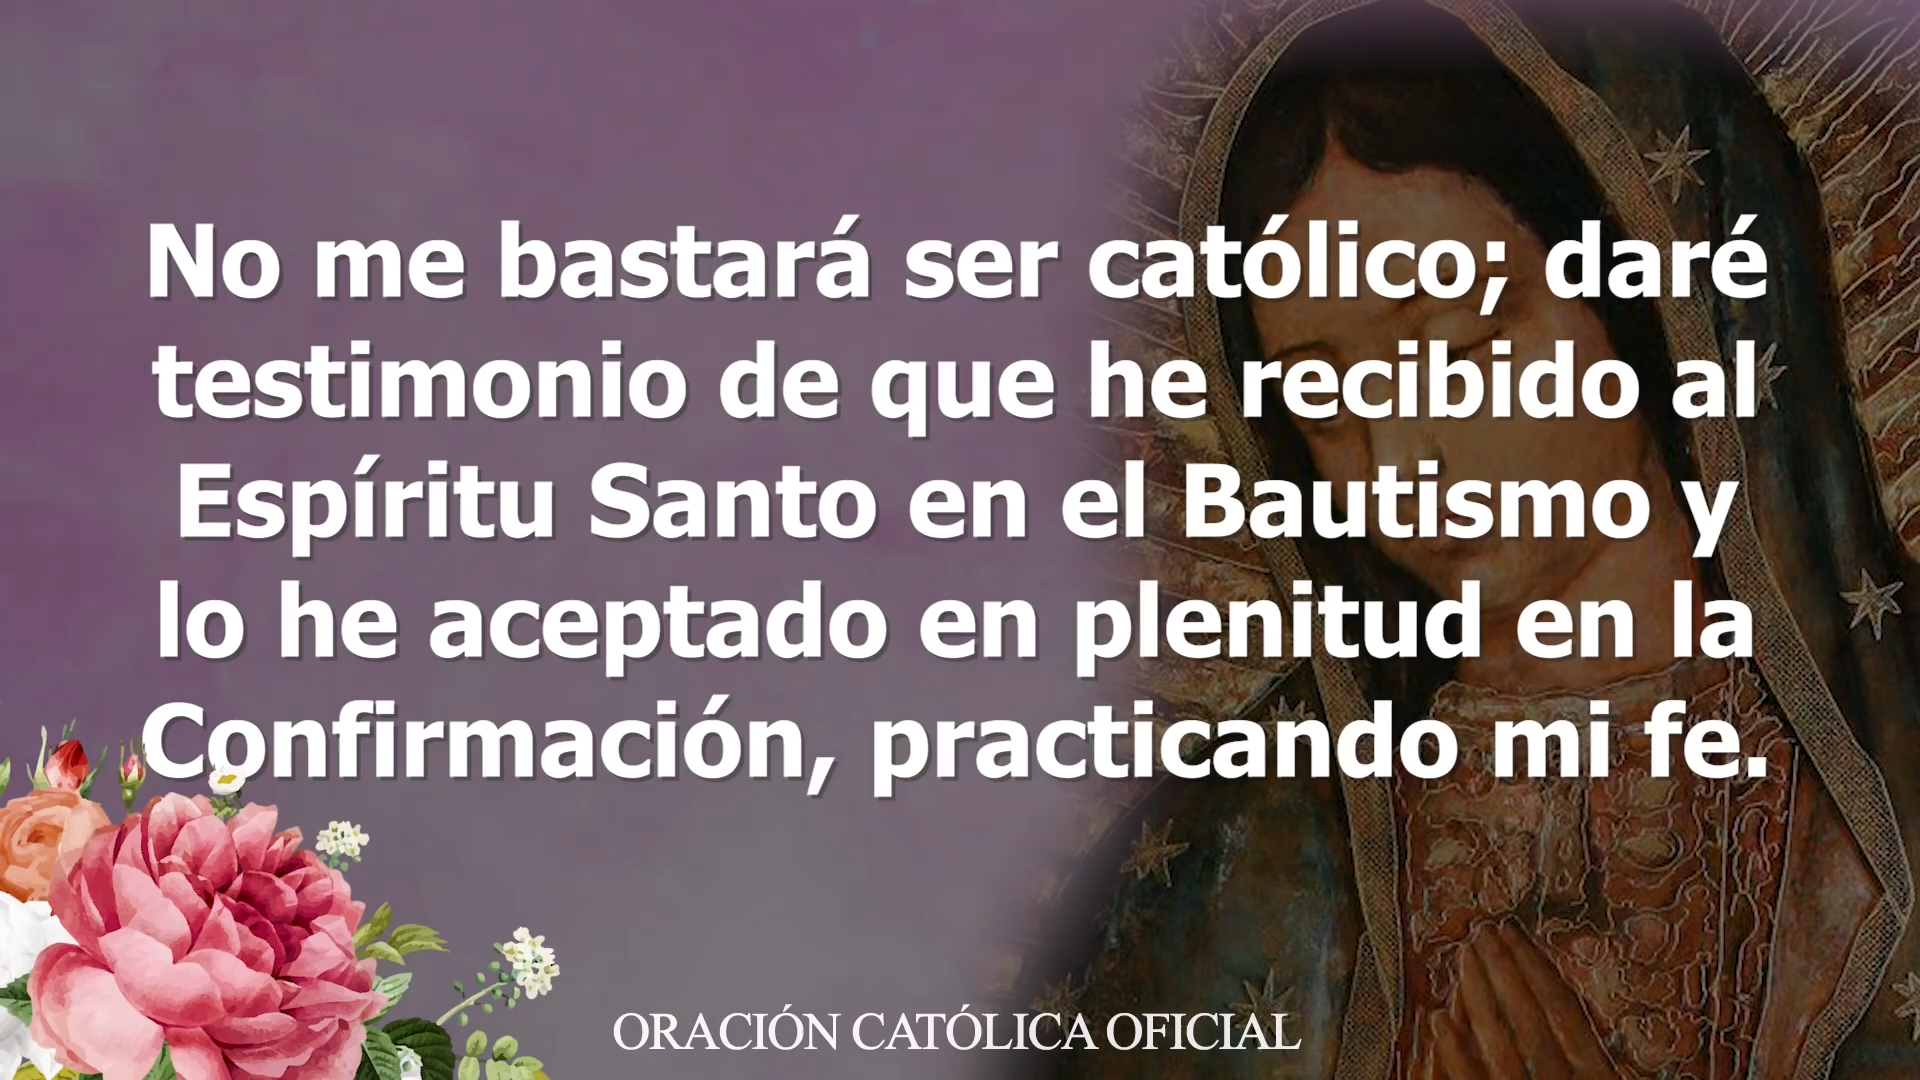 No me bastará ser católico; daré
testimonio de que he recibido al
Espíritu Santo en el Bautismo y
lo he aceptado en plenitud en la
Confirmación, practicando mi fe.
ORACIÓN CATÓLICA OFICIAL